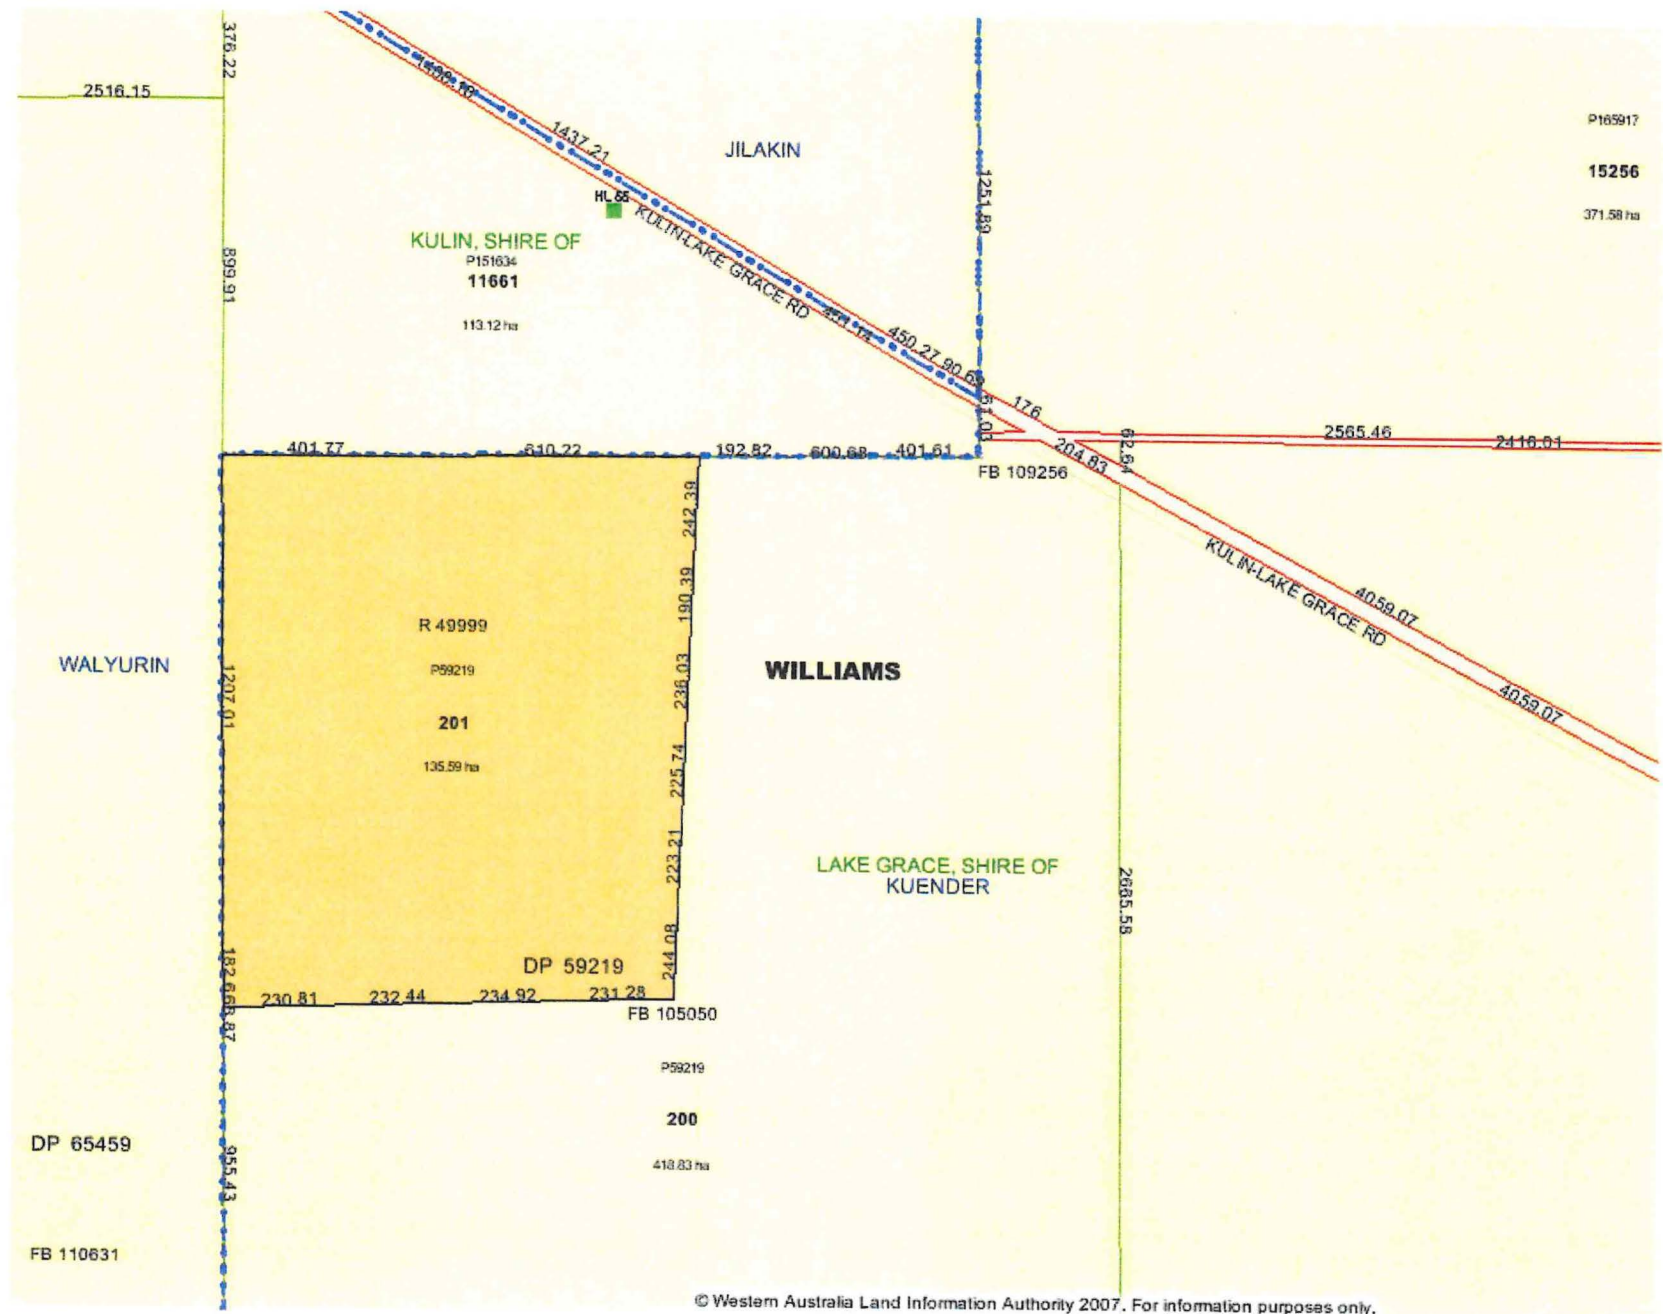 376.22
2516.15
1437.21
JILAKIN
P165917
15256
371.58 ha
1251.89
HL 65
KULIN-LAKE GRACE RD
KULIN, SHIRE OF
P151634
11661
113.12 ha
899.91
451.14
450.27
176
61.03
62.64
2565.46
2416.61
204.83
FB 109256
401.77
192.82
600.68
401.61
242.39
190.39
236.03
225.74
223.21
244.08
KULIN-LAKE GRACE RD
4059.07
4059.07
R 49999
P59219
201
135.59 ha
WALYURIN
1207.01
WILLIAMS
LAKE GRACE, SHIRE OF
KUENDER
2665.58
DP 59219
230.81
232.44
234.92
231.28
FB 105050
P59219
200
418.83 ha
DP 65459
955.43
FB 110631
© Western Australia Land Information Authority 2007. For information purposes only.